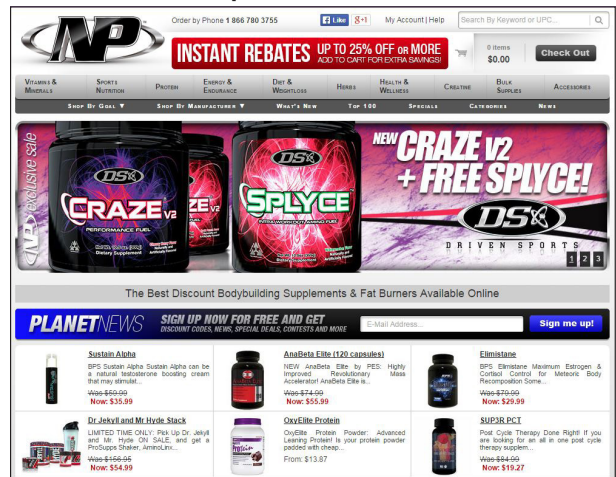 NP
Order by Phone 1 866 780 3755
Like
g+1
My Account | Help
Search By Keyword or UPC...
INSTANT REBATES UP TO 25% OFF OR MORE
ADD TO CART FOR EXTRA SAVINGS!
0 items
$0.00
Check Out
Vitamins & Minerals
Sports Nutrition
Protein
Energy & Endurance
Diet & Weightloss
Herbs
Health & Wellness
Creatine
Bulk Supplies
Accessories
Shop By Goal ▼
Shop By Manufacturer ▼
What's New
Top 100
Specials
Categories
News
NP exclusive sale
DSX
CRAZE V2
PERFORMANCE FUEL
Dietary Supplement
DSX
SPLYCE
INTRA WORKOUT AMINO FUEL
Dietary Supplement
NEW CRAZE V2
+ FREE SPLYCE!
DSX
DRIVEN SPORTS
1 2 3
The Best Discount Bodybuilding Supplements & Fat Burners Available Online
PLANETNEWS
SIGN UP NOW FOR FREE AND GET
DISCOUNT CODES, NEWS, SPECIAL DEALS, CONTESTS AND MORE
E-Mail Address...
Sign me up!
Sustain Alpha
BPS Sustain Alpha Sustain Alpha can be
a natural testosterone boosting cream
that may stimulat...
Was $59.99
Now: $35.99
AnaBeta Elite (120 capsules)
NEW AnaBeta Elite by PES: Highly
Improved Revolutionary Mass
Accelerator! AnaBeta Elite is...
Was $74.99
Now: $55.99
Elimistane
BPS Elimistane Maximum Estrogen &
Cortisol Control for Meteoric Body
Recomposition Some...
Was $79.99
Now: $29.99
Dr Jekyll and Mr Hyde Stack
LIMITED TIME ONLY: Pick Up Dr. Jekyll
and Mr. Hyde ON SALE, and get a
ProSupps Shaker, AminoLinx...
Was $156.95
Now: $54.99
OxyElite Protein
OxyElite Protein Powder: Advanced
Leaning Protein! Is your protein powder
padded with cheap...
From: $13.87
SUP3R PCT
Post Cycle Therapy Done Right! If you
are looking for an all in one post cycle
therapy supplem...
Was $84.99
Now: $19.27